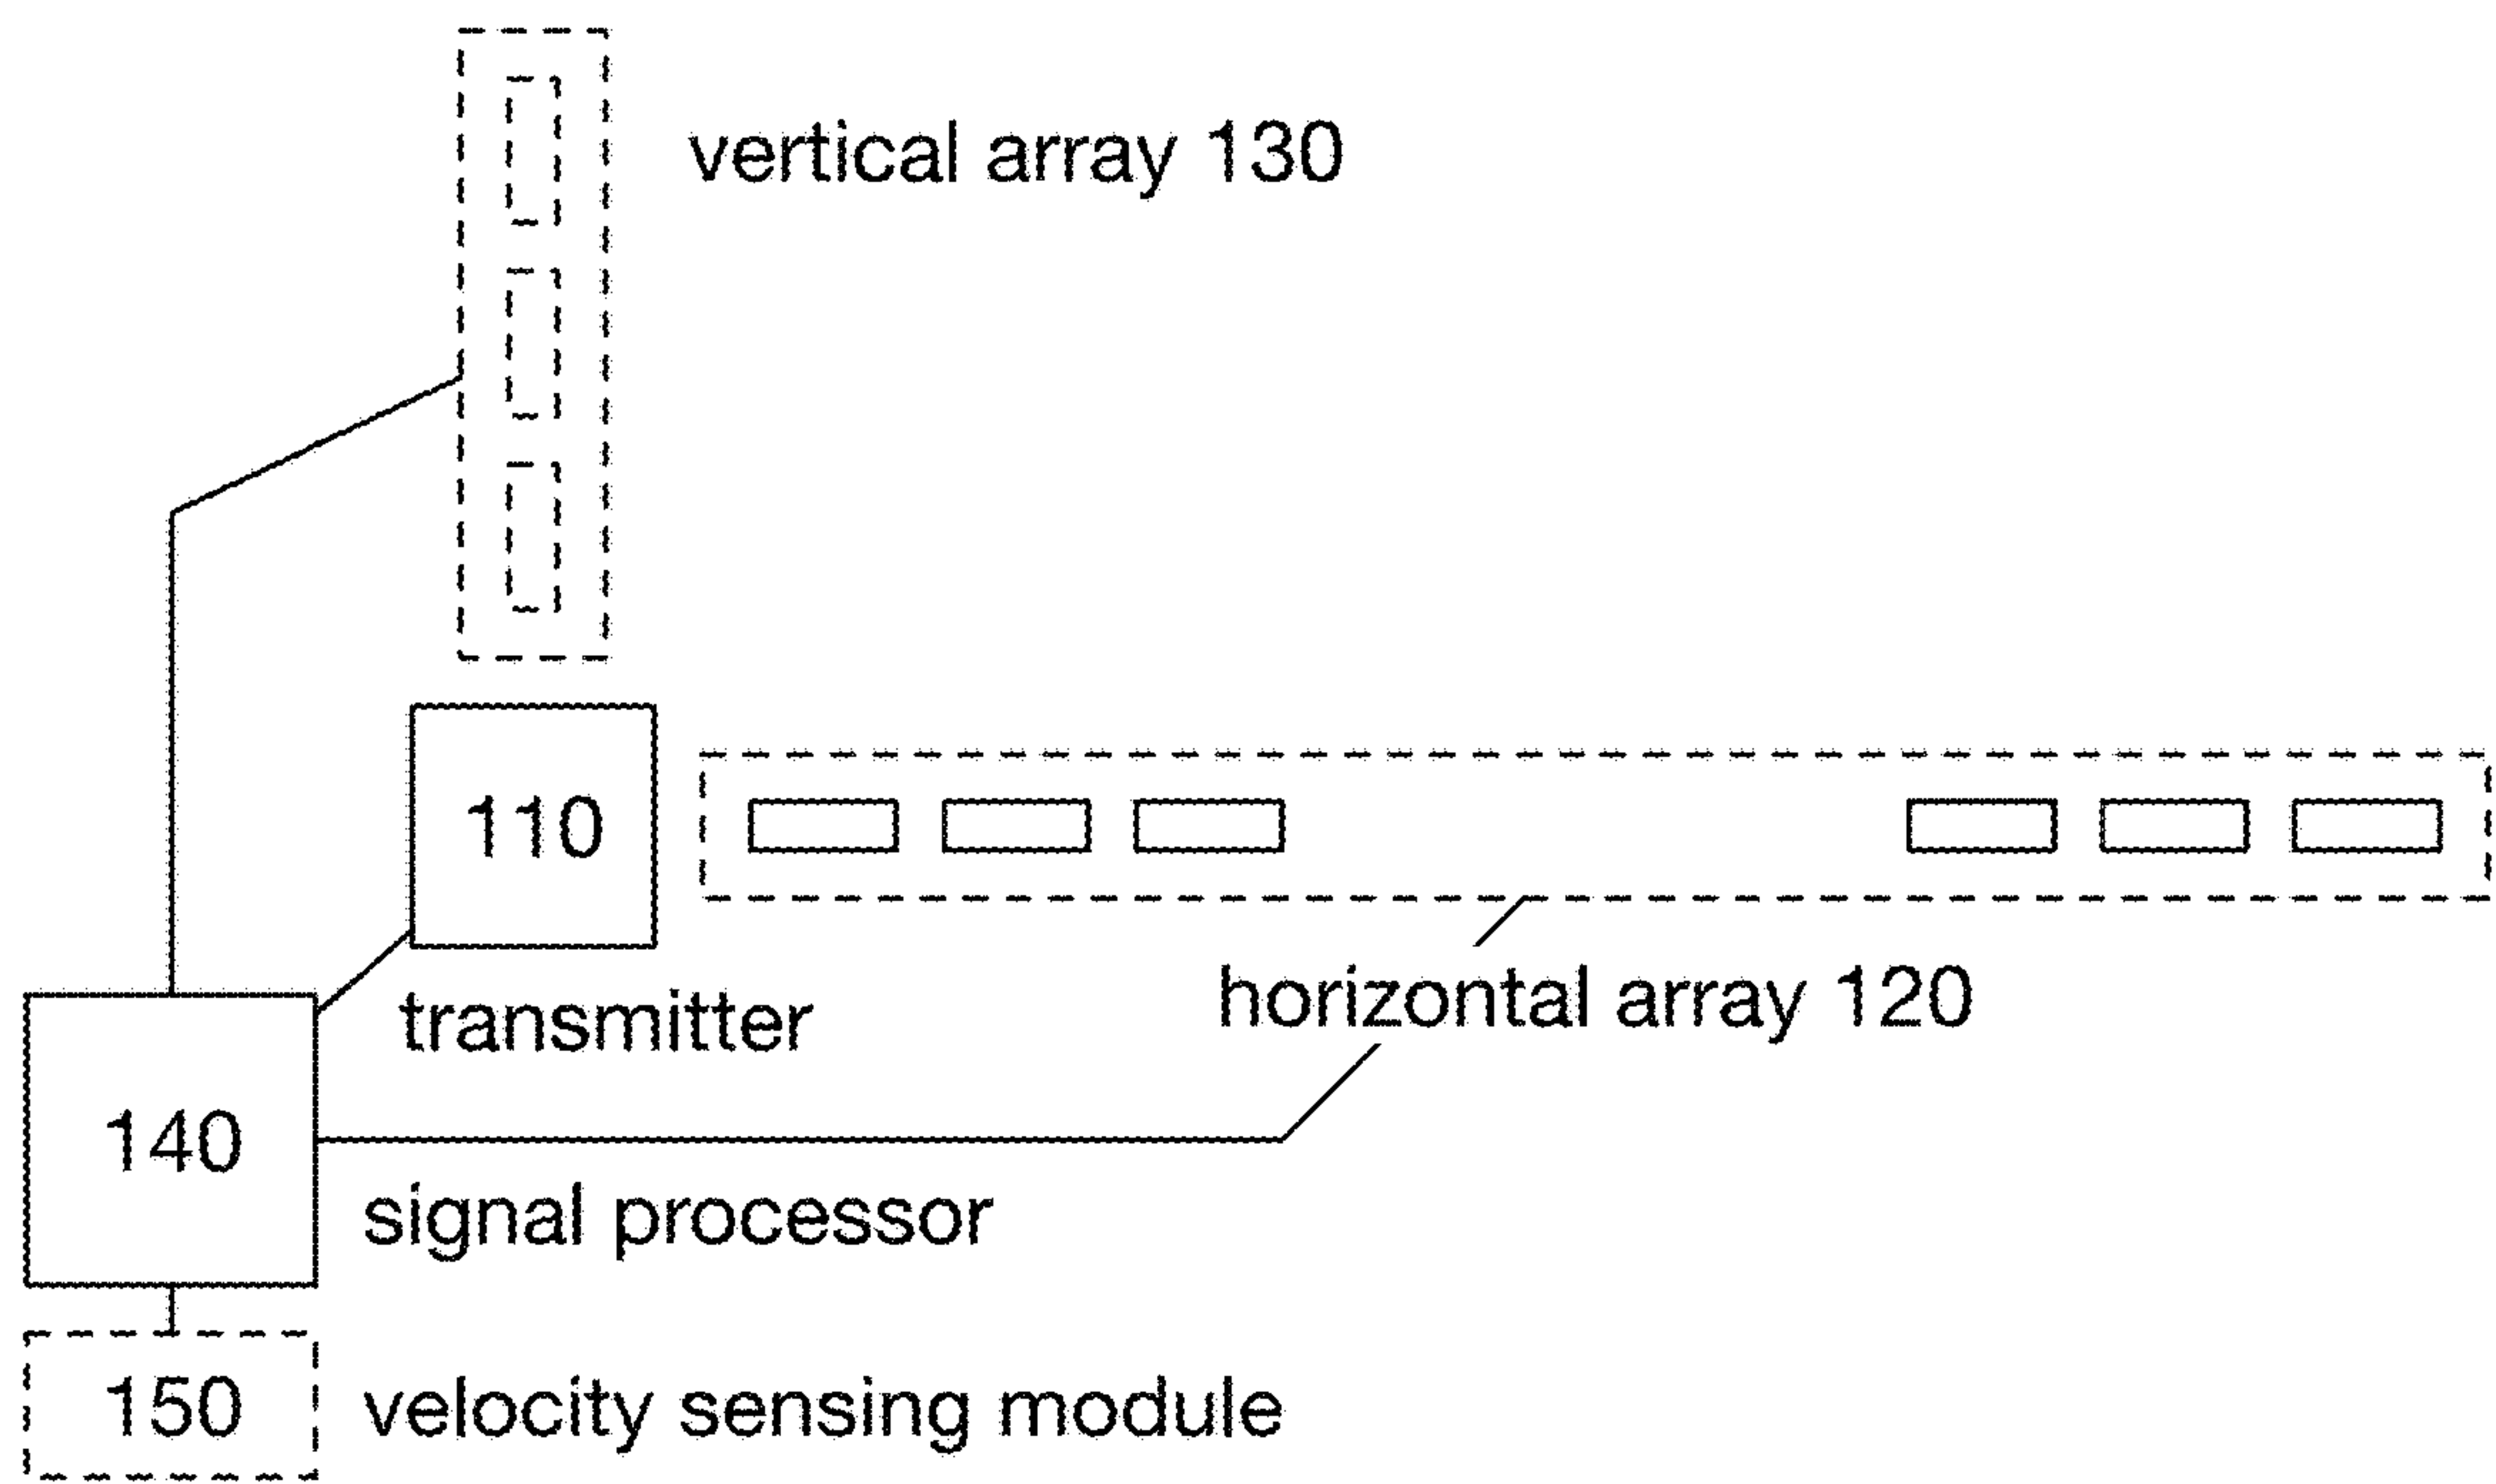 vertical array 130
110
horizontal array 120
transmitter
140
signal processor
150
velocity sensing module